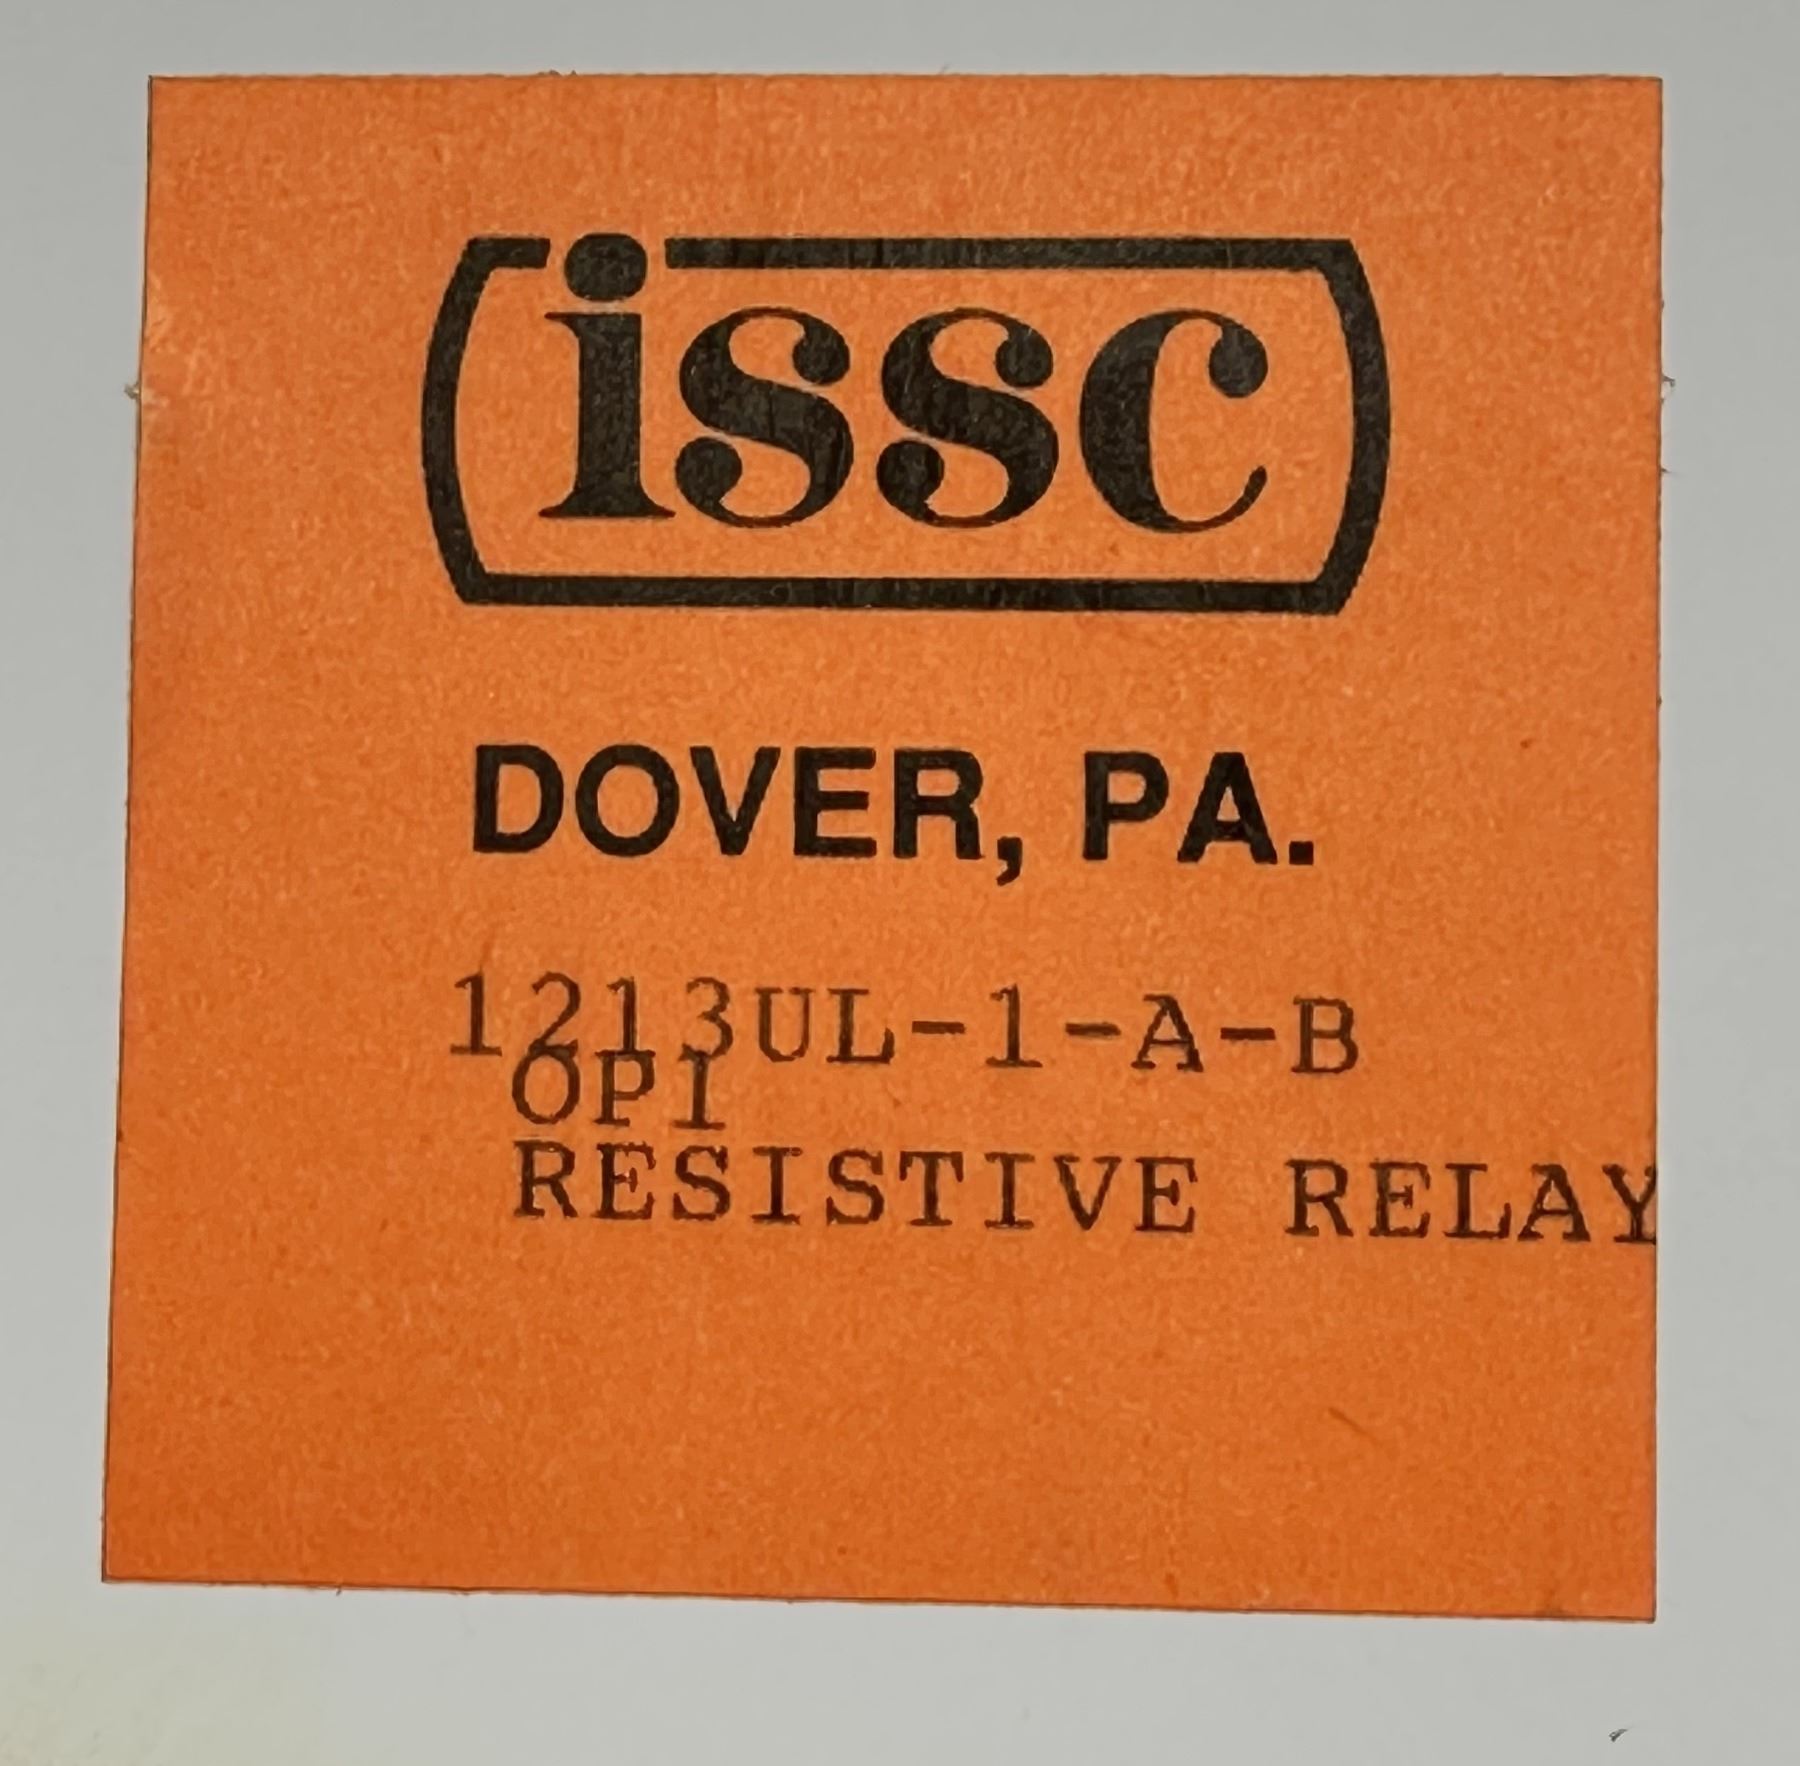 issc
DOVER, PA.
1213UL-1-A-B
OPI
RESISTIVE RELAY